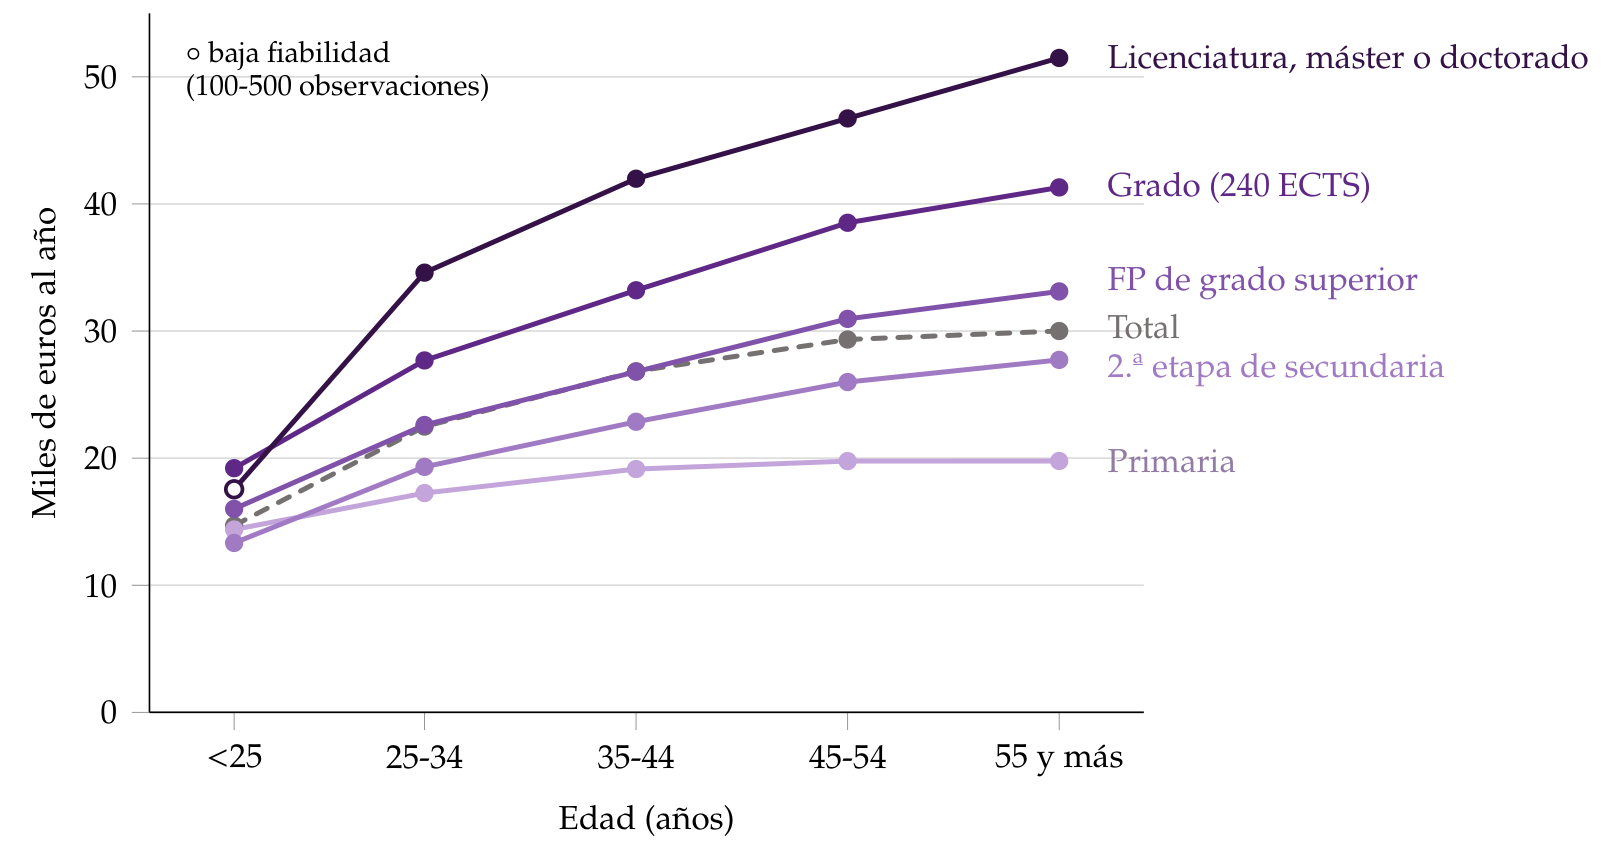 ○ baja fiabilidad
(100-500 observaciones)
Licenciatura, máster o doctorado
Grado (240 ECTS)
FP de grado superior
Total
2.ª etapa de secundaria
Primaria
Miles de euros al año
50
40
30
20
10
0
<25
25-34
35-44
45-54
55 y más
Edad (años)